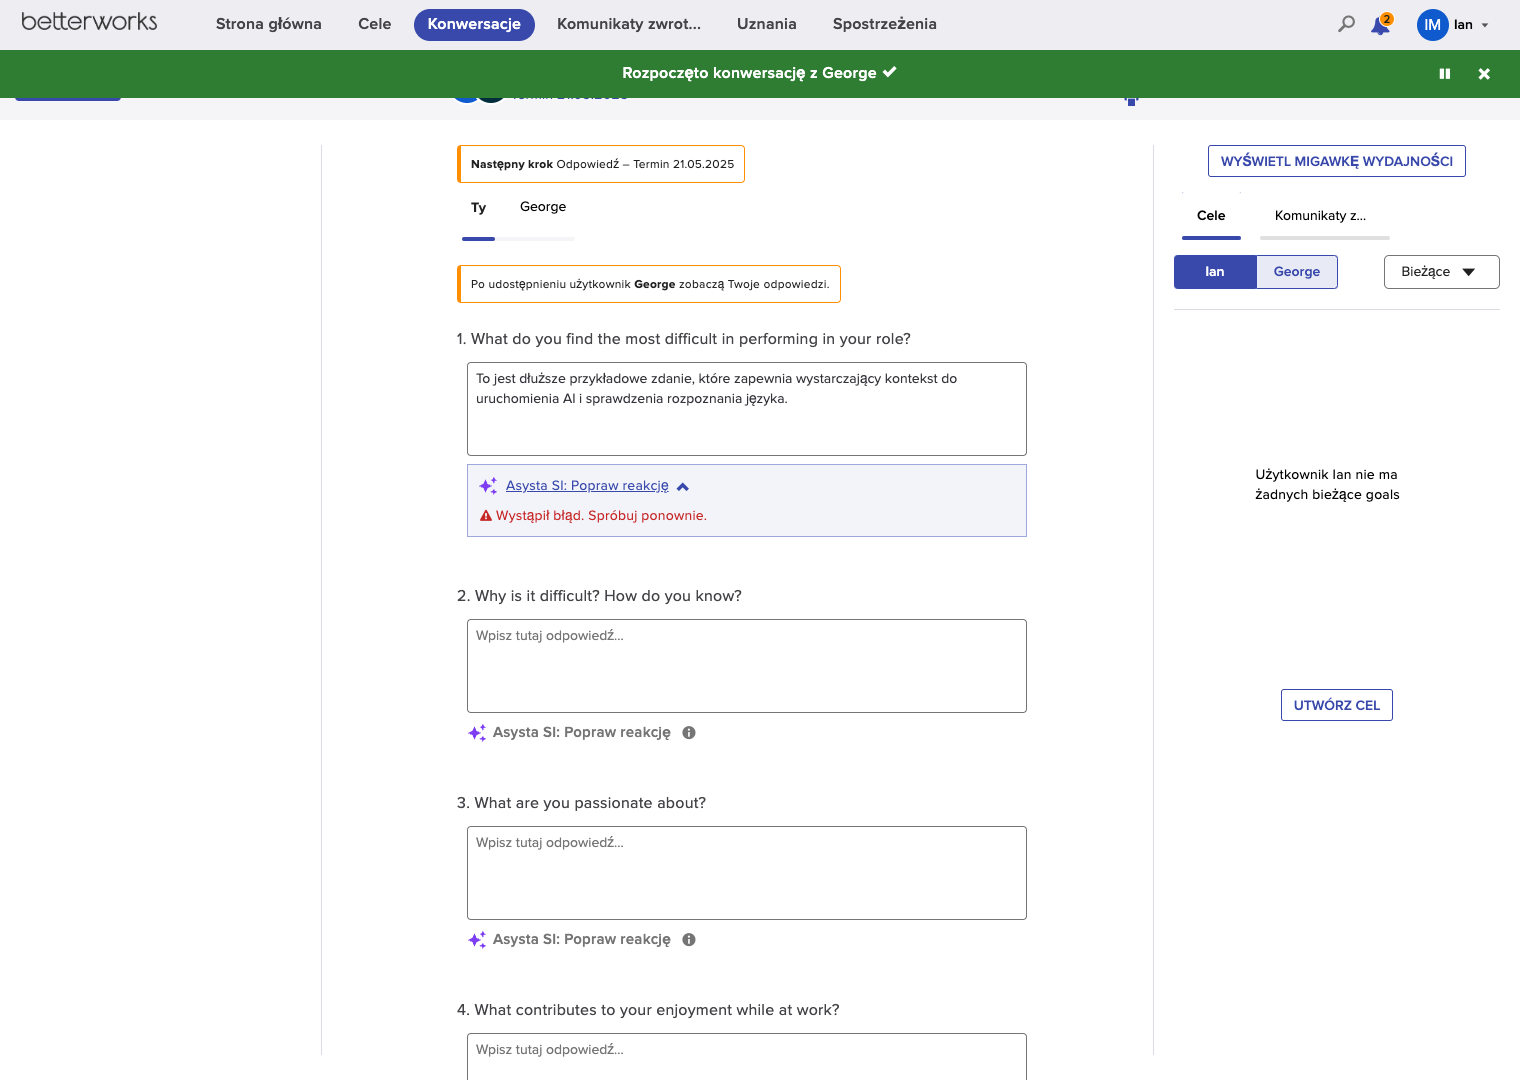 betterworks
Strona główna
Cele
Konwersacje
Komunikaty zwrot...
Uznania
Spostrzeżenia
2
IM
Ian
Rozpoczęto konwersację z George
Następny krok Odpowiedź – Termin 21.05.2025
Ty
George
Po udostępnieniu użytkownik George zobaczą Twoje odpowiedzi.
1. What do you find the most difficult in performing in your role?
To jest dłuższe przykładowe zdanie, które zapewnia wystarczający kontekst do
uruchomienia AI i sprawdzenia rozpoznania języka.
Asysta SI: Popraw reakcję
Wystąpił błąd. Spróbuj ponownie.
2. Why is it difficult? How do you know?
Wpisz tutaj odpowiedź...
Asysta SI: Popraw reakcję
3. What are you passionate about?
Wpisz tutaj odpowiedź...
Asysta SI: Popraw reakcję
4. What contributes to your enjoyment while at work?
Wpisz tutaj odpowiedź...
WYŚWIETL MIGAWKĘ WYDAJNOŚCI
Cele
Komunikaty z...
Ian
George
Bieżące
Użytkownik Ian nie ma
żadnych bieżące goals
UTWÓRZ CEL